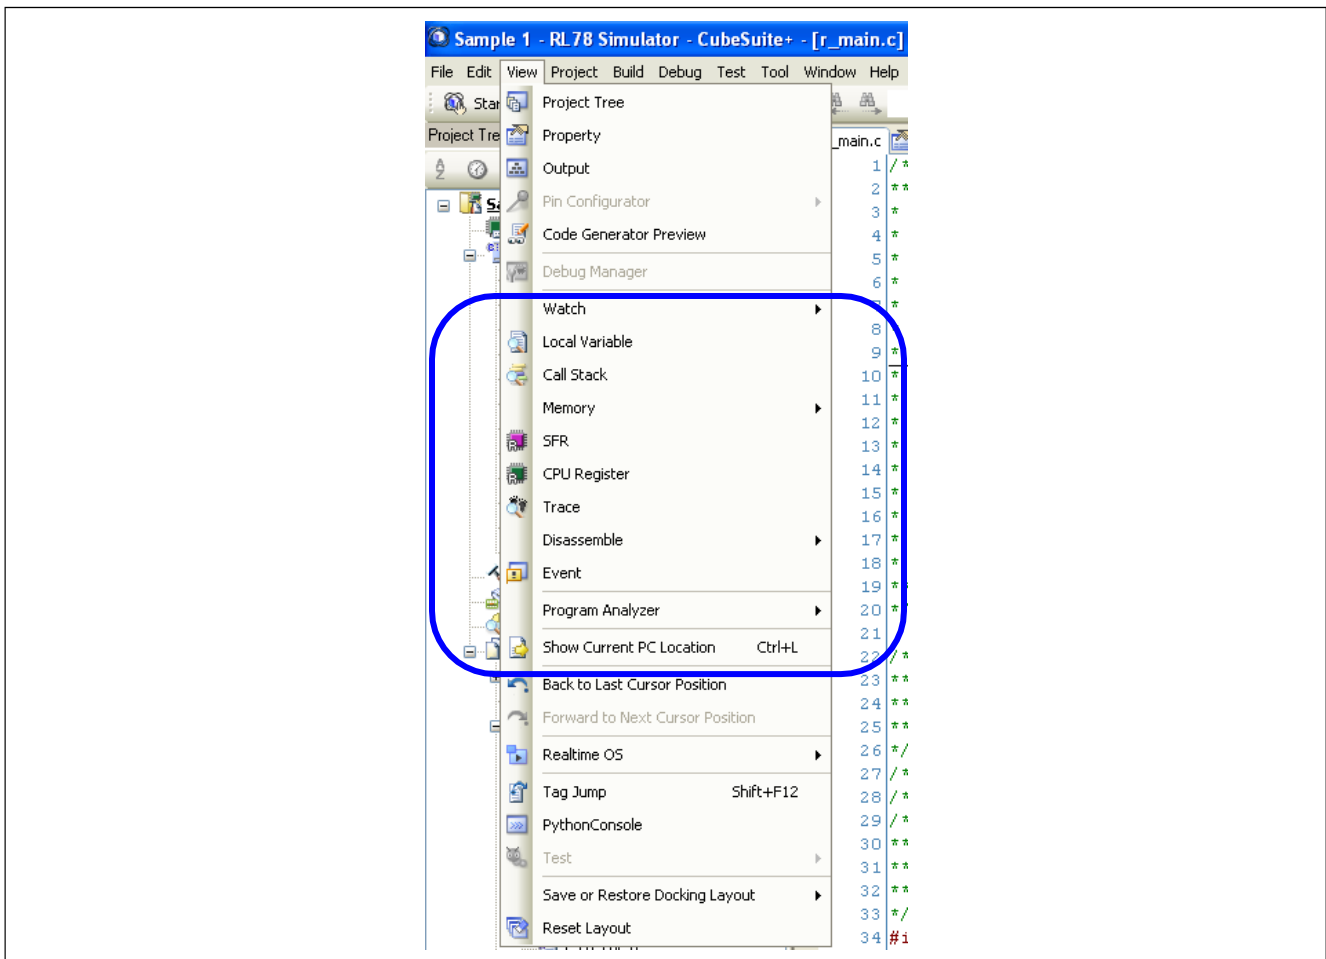 Sample 1 - RL78 Simulator - CubeSuite+ - [r_main.c]
File Edit View Project Build Debug Test Tool Window Help
Project Tree
Property
Output
Pin Configurator
Code Generator Preview
Debug Manager
Watch
Local Variable
Call Stack
Memory
SFR
CPU Register
Trace
Disassemble
Event
Program Analyzer
Show Current PC Location Ctrl+L
Back to Last Cursor Position
Forward to Next Cursor Position
Realtime OS
Tag Jump Shift+F12
PythonConsole
Test
Save or Restore Docking Layout
Reset Layout
Star
Project Tre
Sa
_main.c
1 /*
2 **
3 *
4 *
5 *
6 *
7 *
8
9 *
10 *
11 *
12 *
13 *
14 *
15 *
16 *
17 *
18 *
19 **
20 **
21
22 /*
23 **
24 **
25 **
26 */
27 /*
28 /*
29 /*
30 **
31 **
32 **
33 */
34 #i